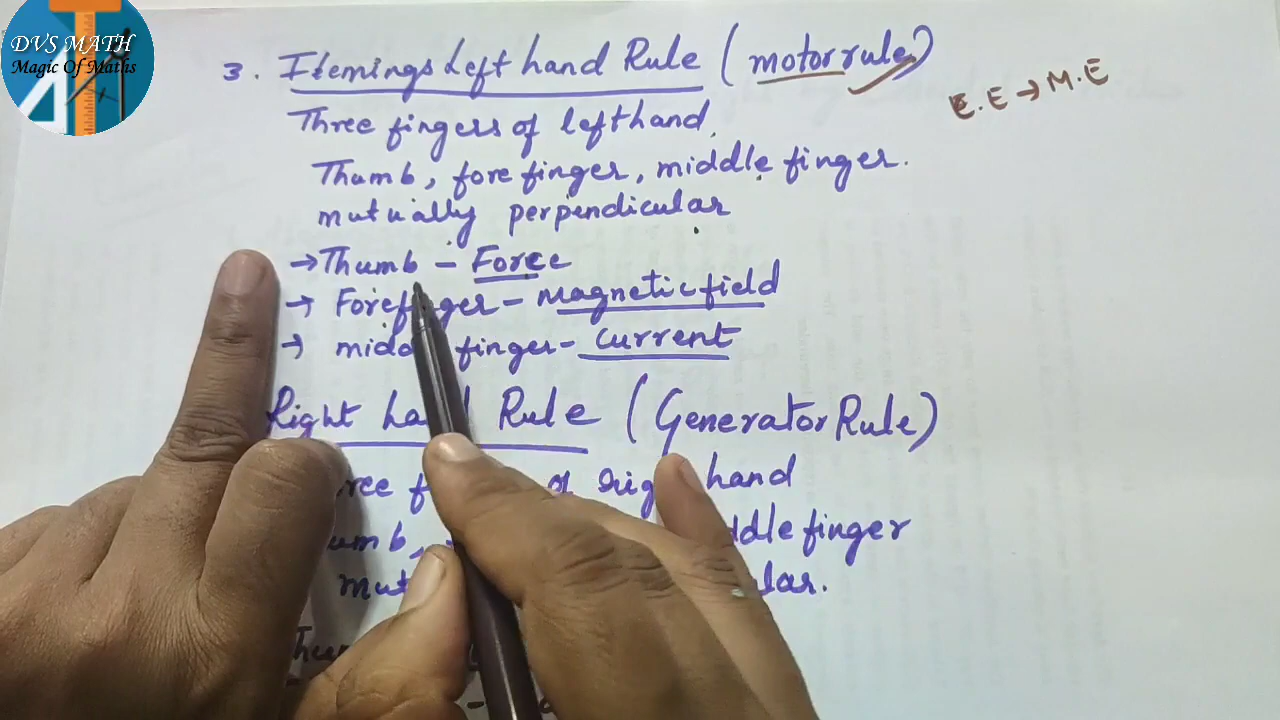 DVS MATH
Magic Of Maths
3. Flemings Left hand Rule (motor rule)
E.E → M.E
Three fingers of left hand,
Thumb, fore finger, middle finger.
mutually perpendicular
→ Thumb - Force
→ Forefinger - Magnetic field
→ middle finger - current
Right hand Rule (Generator Rule)
of right hand
middle finger